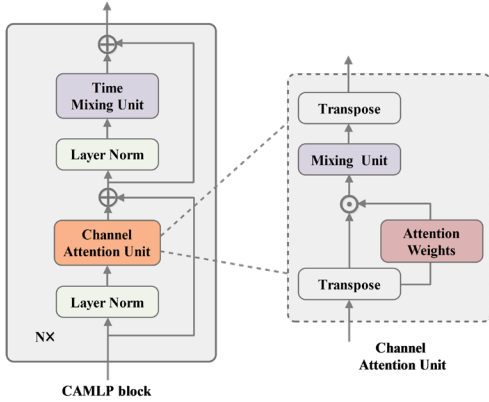 Time
Mixing Unit
Layer Norm
Channel
Attention Unit
Layer Norm
N×
CAMLP block
Transpose
Mixing Unit
Attention
Weights
Transpose
Channel
Attention Unit